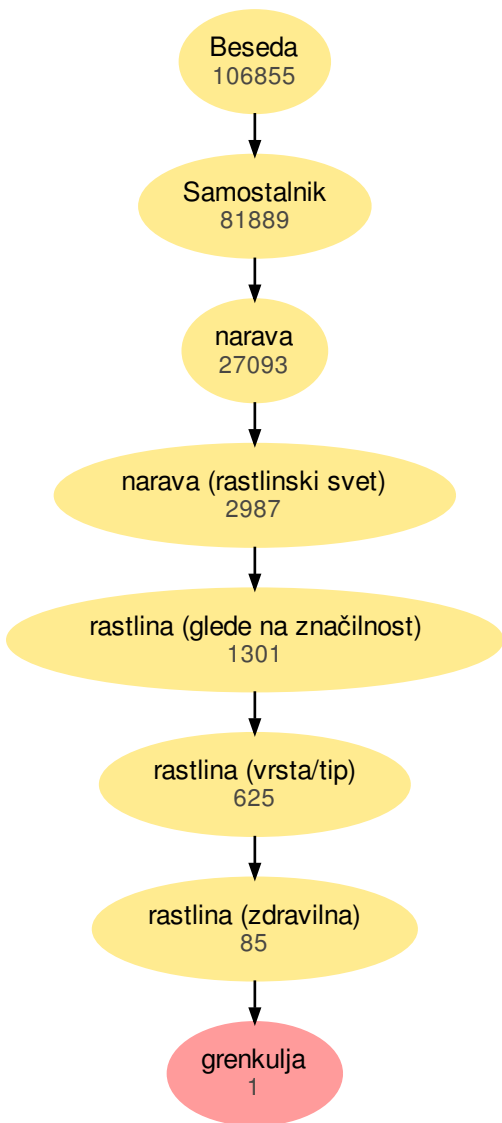 Beseda
106855
Samostalnik
81889
narava
27093
narava (rastlinski svet)
2987
rastlina (glede na značilnost)
1301
rastlina (vrsta/tip)
625
rastlina (zdravilna)
85
grenkulja
1